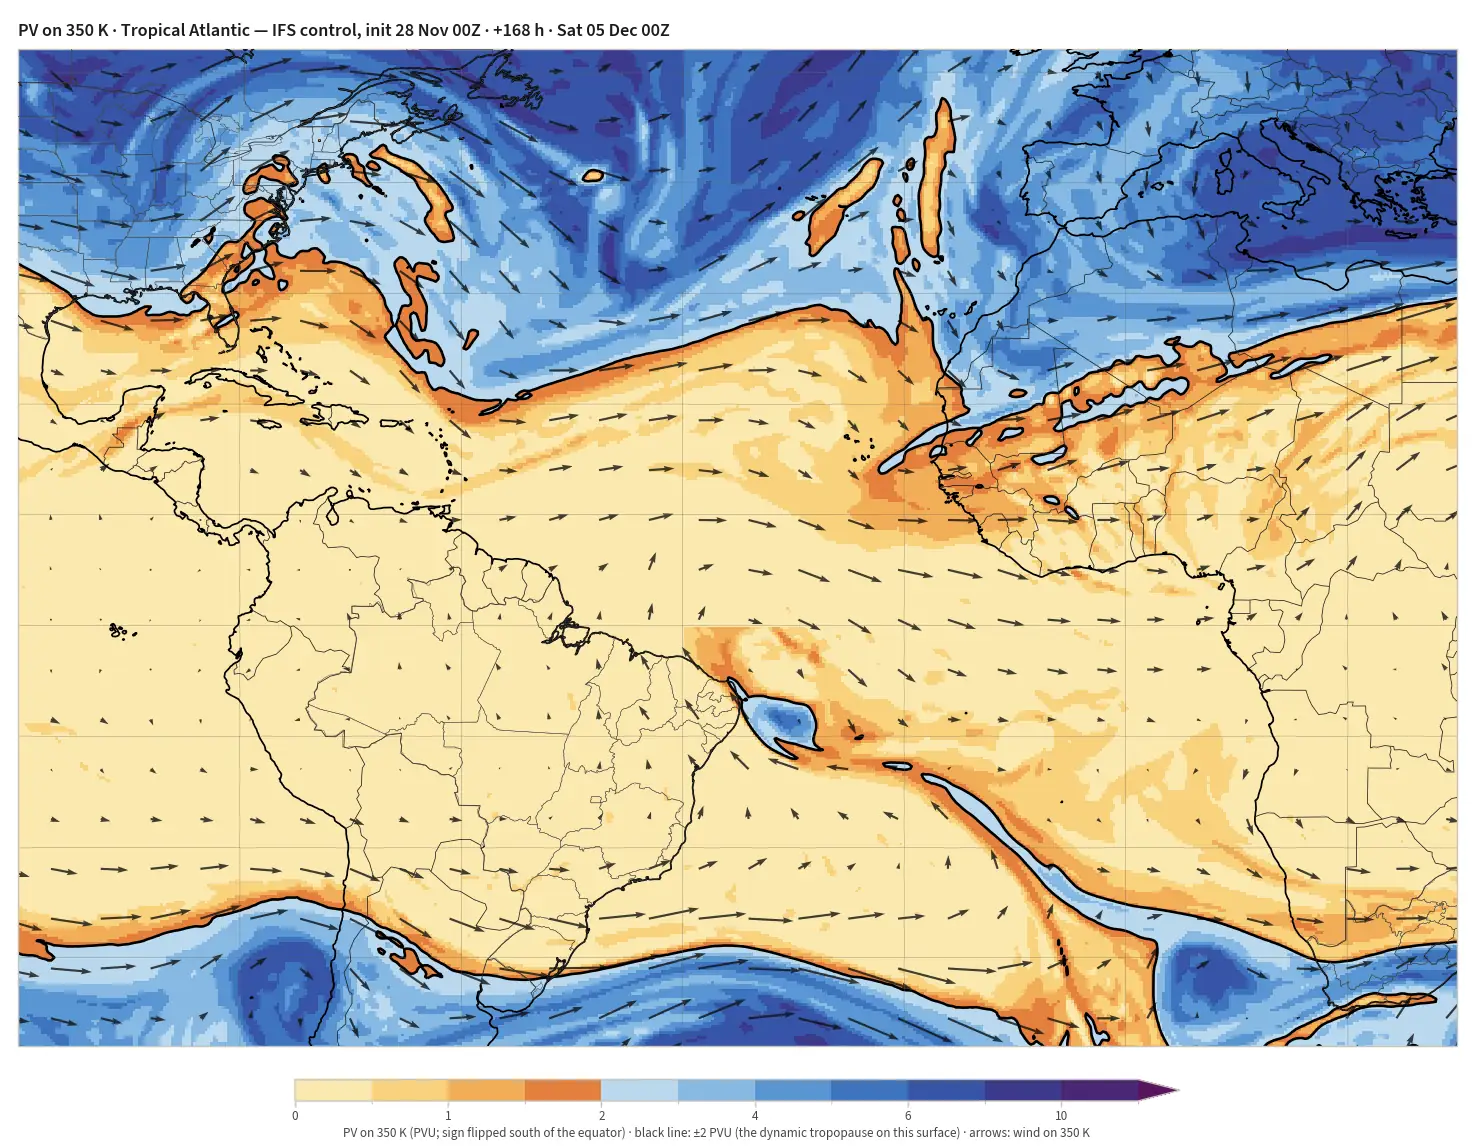 PV on 350 K · Tropical Atlantic — IFS control, init 28 Nov 00Z · +168 h · Sat 05 Dec 00Z
0 1 2 4 6 10
PV on 350 K (PVU; sign flipped south of the equator) · black line: ±2 PVU (the dynamic tropopause on this surface) · arrows: wind on 350 K